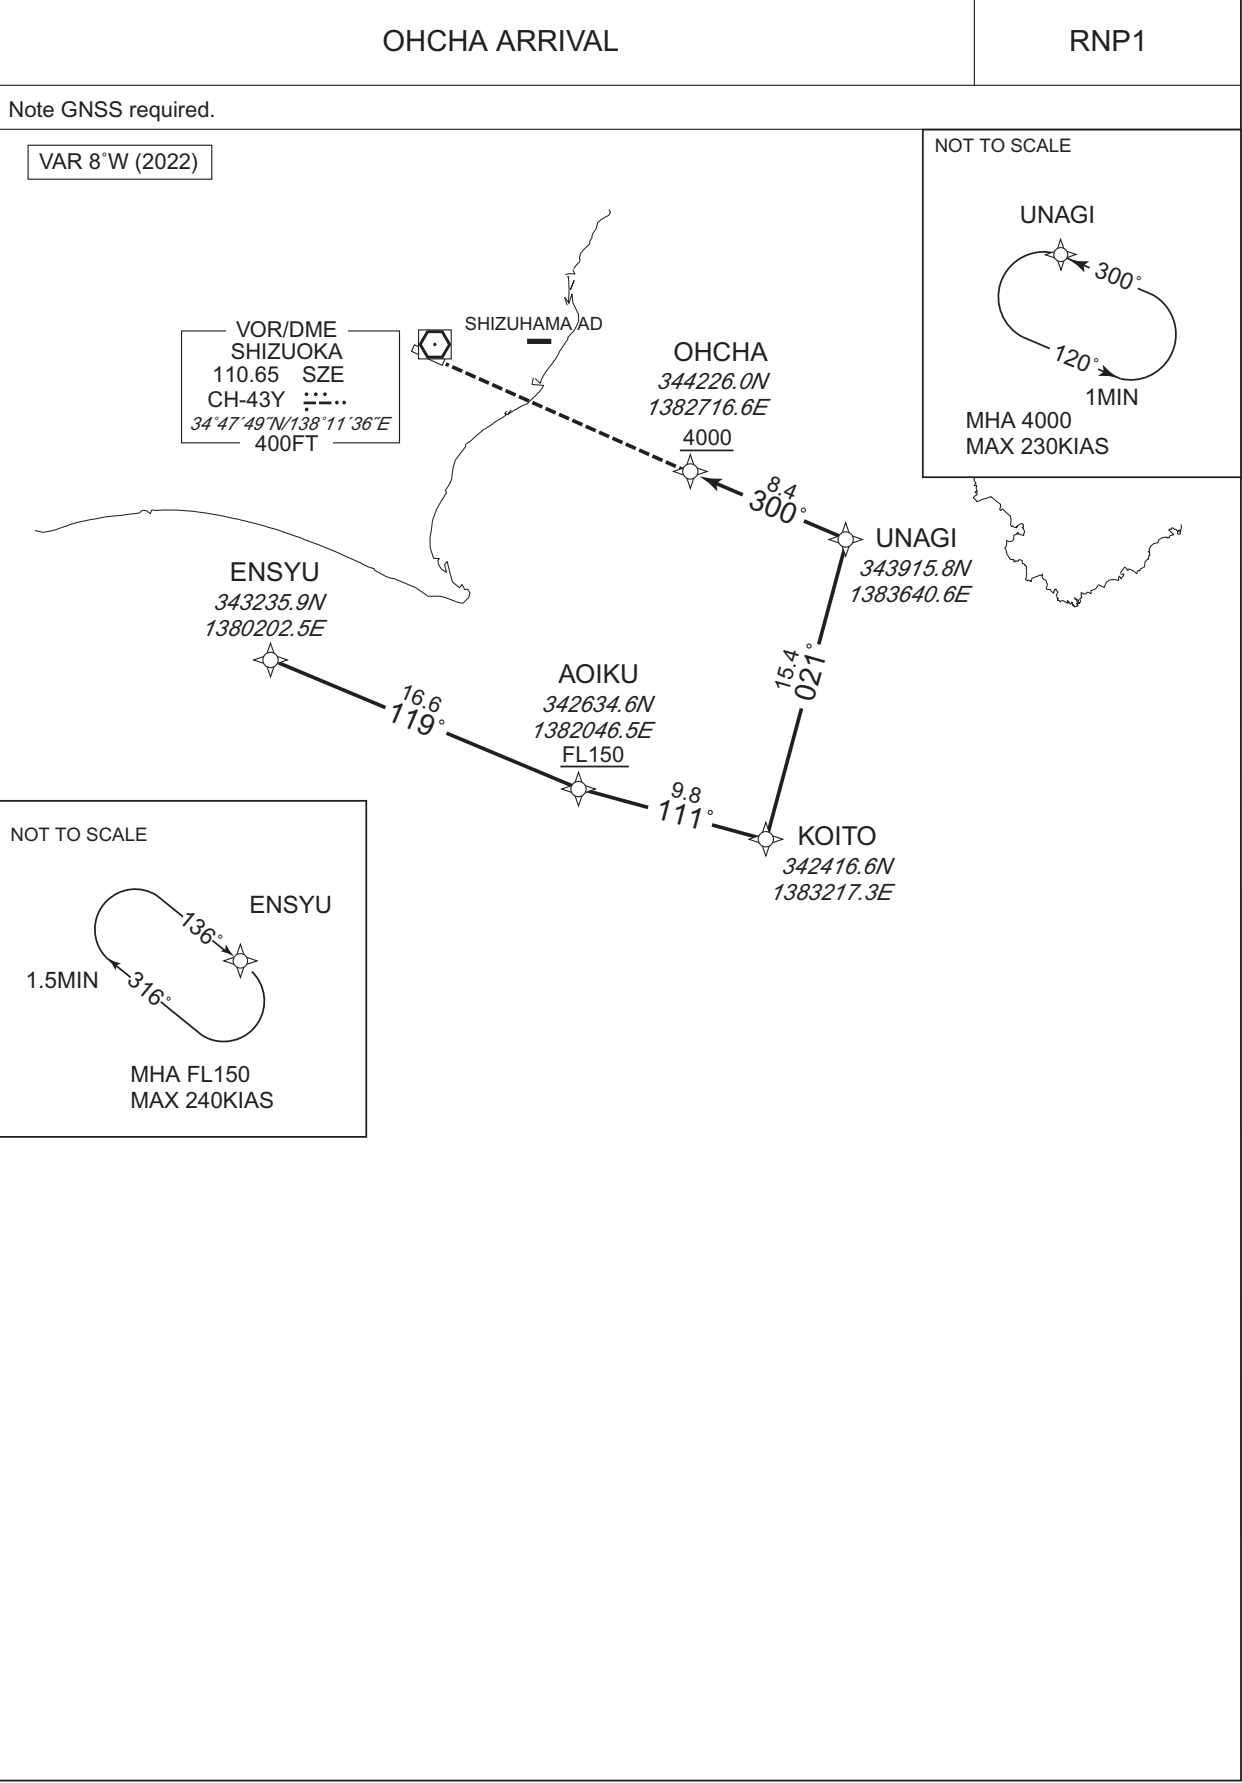 OHCHA ARRIVAL
RNP1
Note GNSS required.
VAR 8˚W (2022)
NOT TO SCALE
UNAGI
300˚
120˚
1MIN
MHA 4000
MAX 230KIAS
VOR/DME
SHIZUOKA
110.65 SZE
CH-43Y
34˚47´49˝N/138˚11´36˝E
400FT
SHIZUHAMA AD
OHCHA
344226.0N
1382716.6E
4000
8.4
300˚
UNAGI
343915.8N
1383640.6E
ENSYU
343235.9N
1380202.5E
16.6
119˚
AOIKU
342634.6N
1382046.5E
FL150
9.8
111˚
15.4
021˚
KOITO
342416.6N
1383217.3E
NOT TO SCALE
ENSYU
136˚
316˚
1.5MIN
MHA FL150
MAX 240KIAS